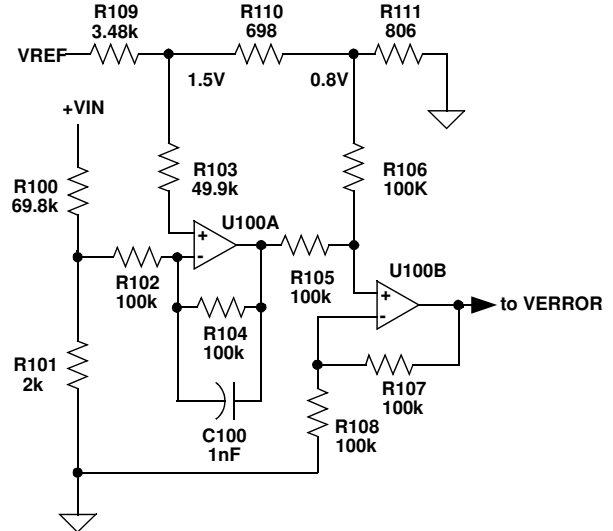 R109
3.48k
R110
698
R111
806
VREF
1.5V
0.8V
+VIN
R100
69.8k
R103
49.9k
R106
100K
U100A
+
-
R102
100k
R105
100k
U100B
+
-
to VERROR
R104
100k
R101
2k
R107
100k
C100
1nF
R108
100k